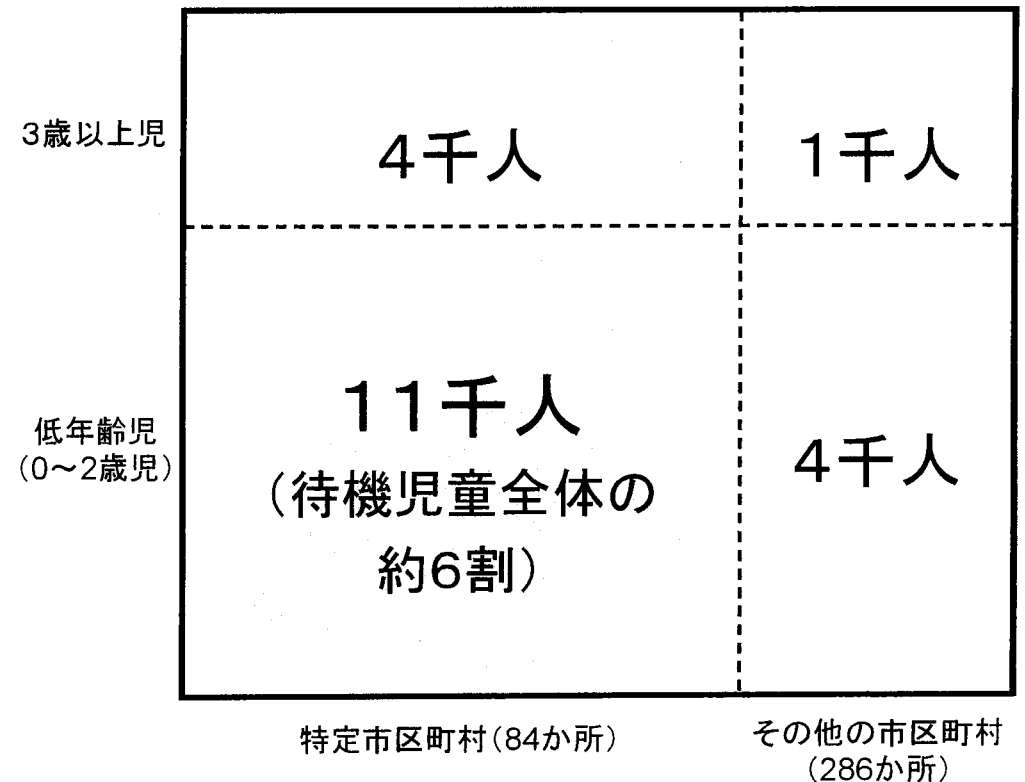 3歳以上児
4千人
1千人
低年齢児
（0～2歳児）
11千人
（待機児童全体の
約6割）
4千人
特定市区町村（84か所）
その他の市区町村
（286か所）